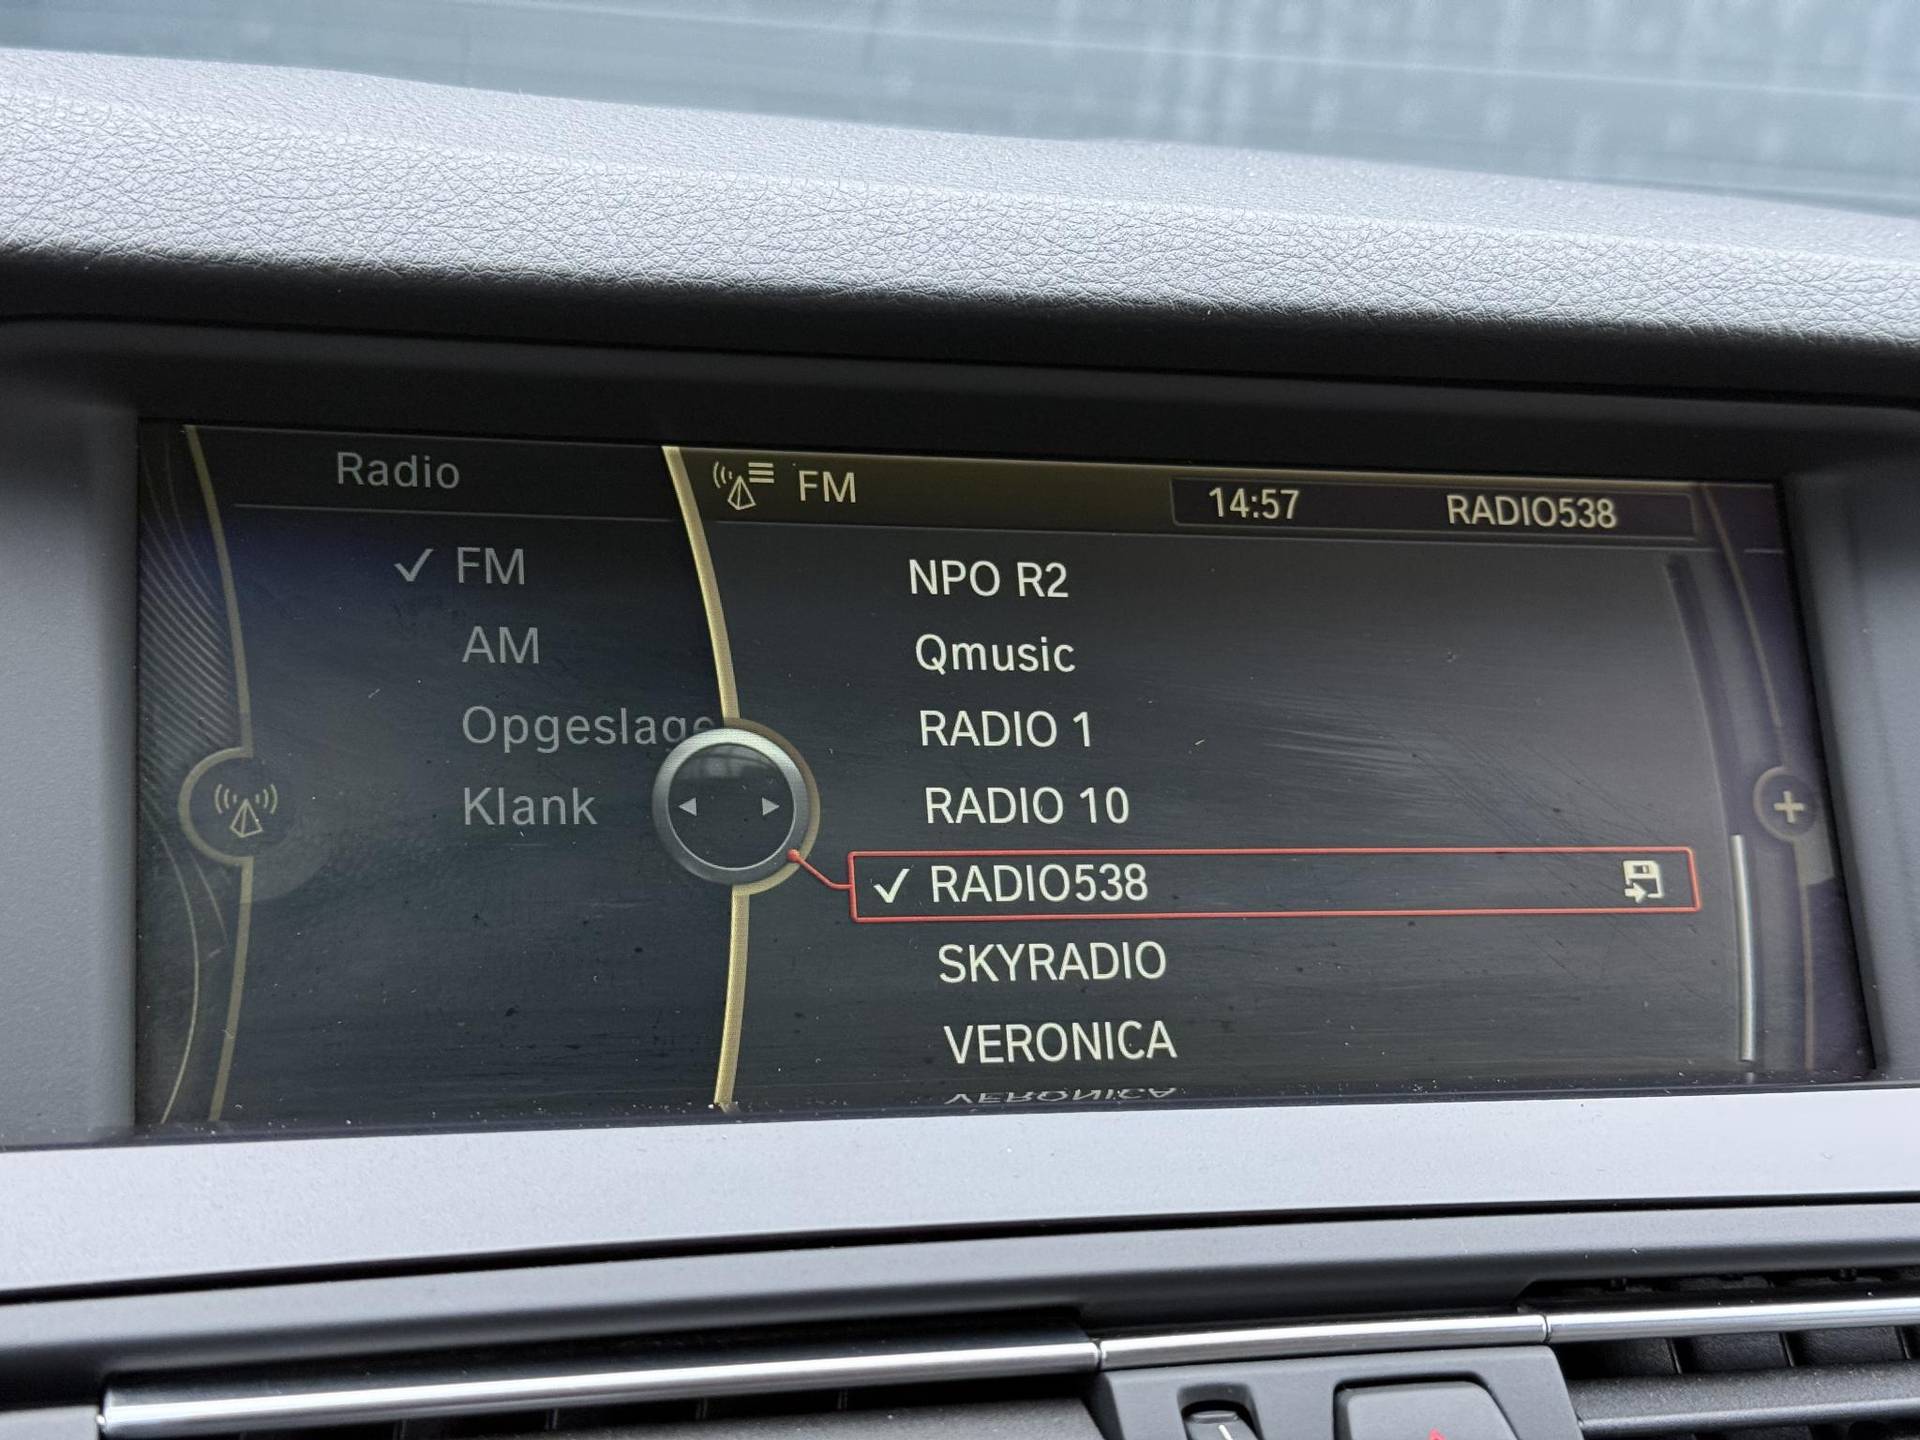 Radio
FM
AM
Opgeslage
Klank
FM
14:57 RADIO538
NPO R2
Qmusic
RADIO 1
RADIO 10
RADIO538
SKYRADIO
VERONICA